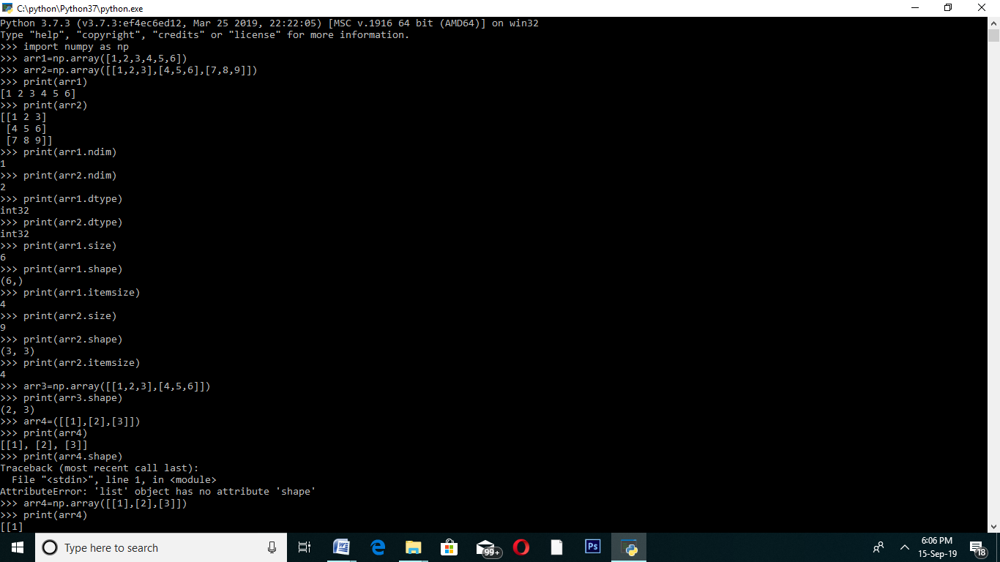 C:\python\Python37\python.exe
Python 3.7.3 (v3.7.3:ef4ec6ed12, Mar 25 2019, 22:22:05) [MSC v.1916 64 bit (AMD64)] on win32
Type "help", "copyright", "credits" or "license" for more information.
>>> import numpy as np
>>> arr1=np.array([1,2,3,4,5,6])
>>> arr2=np.array([[1,2,3],[4,5,6],[7,8,9]])
>>> print(arr1)
[1 2 3 4 5 6]
>>> print(arr2)
[[1 2 3]
 [4 5 6]
 [7 8 9]]
>>> print(arr1.ndim)
1
>>> print(arr2.ndim)
2
>>> print(arr1.dtype)
int32
>>> print(arr2.dtype)
int32
>>> print(arr1.size)
6
>>> print(arr1.shape)
(6,)
>>> print(arr1.itemsize)
4
>>> print(arr2.size)
9
>>> print(arr2.shape)
(3, 3)
>>> print(arr2.itemsize)
4
>>> arr3=np.array([[1,2,3],[4,5,6]])
>>> print(arr3.shape)
(2, 3)
>>> arr4=([[1],[2],[3]])
>>> print(arr4)
[[1], [2], [3]]
>>> print(arr4.shape)
Traceback (most recent call last):
  File "<stdin>", line 1, in <module>
AttributeError: 'list' object has no attribute 'shape'
>>> arr4=np.array([[1],[2],[3]])
>>> print(arr4)
[[1]
Type here to search
99+
Ps
6:06 PM
15-Sep-19
18